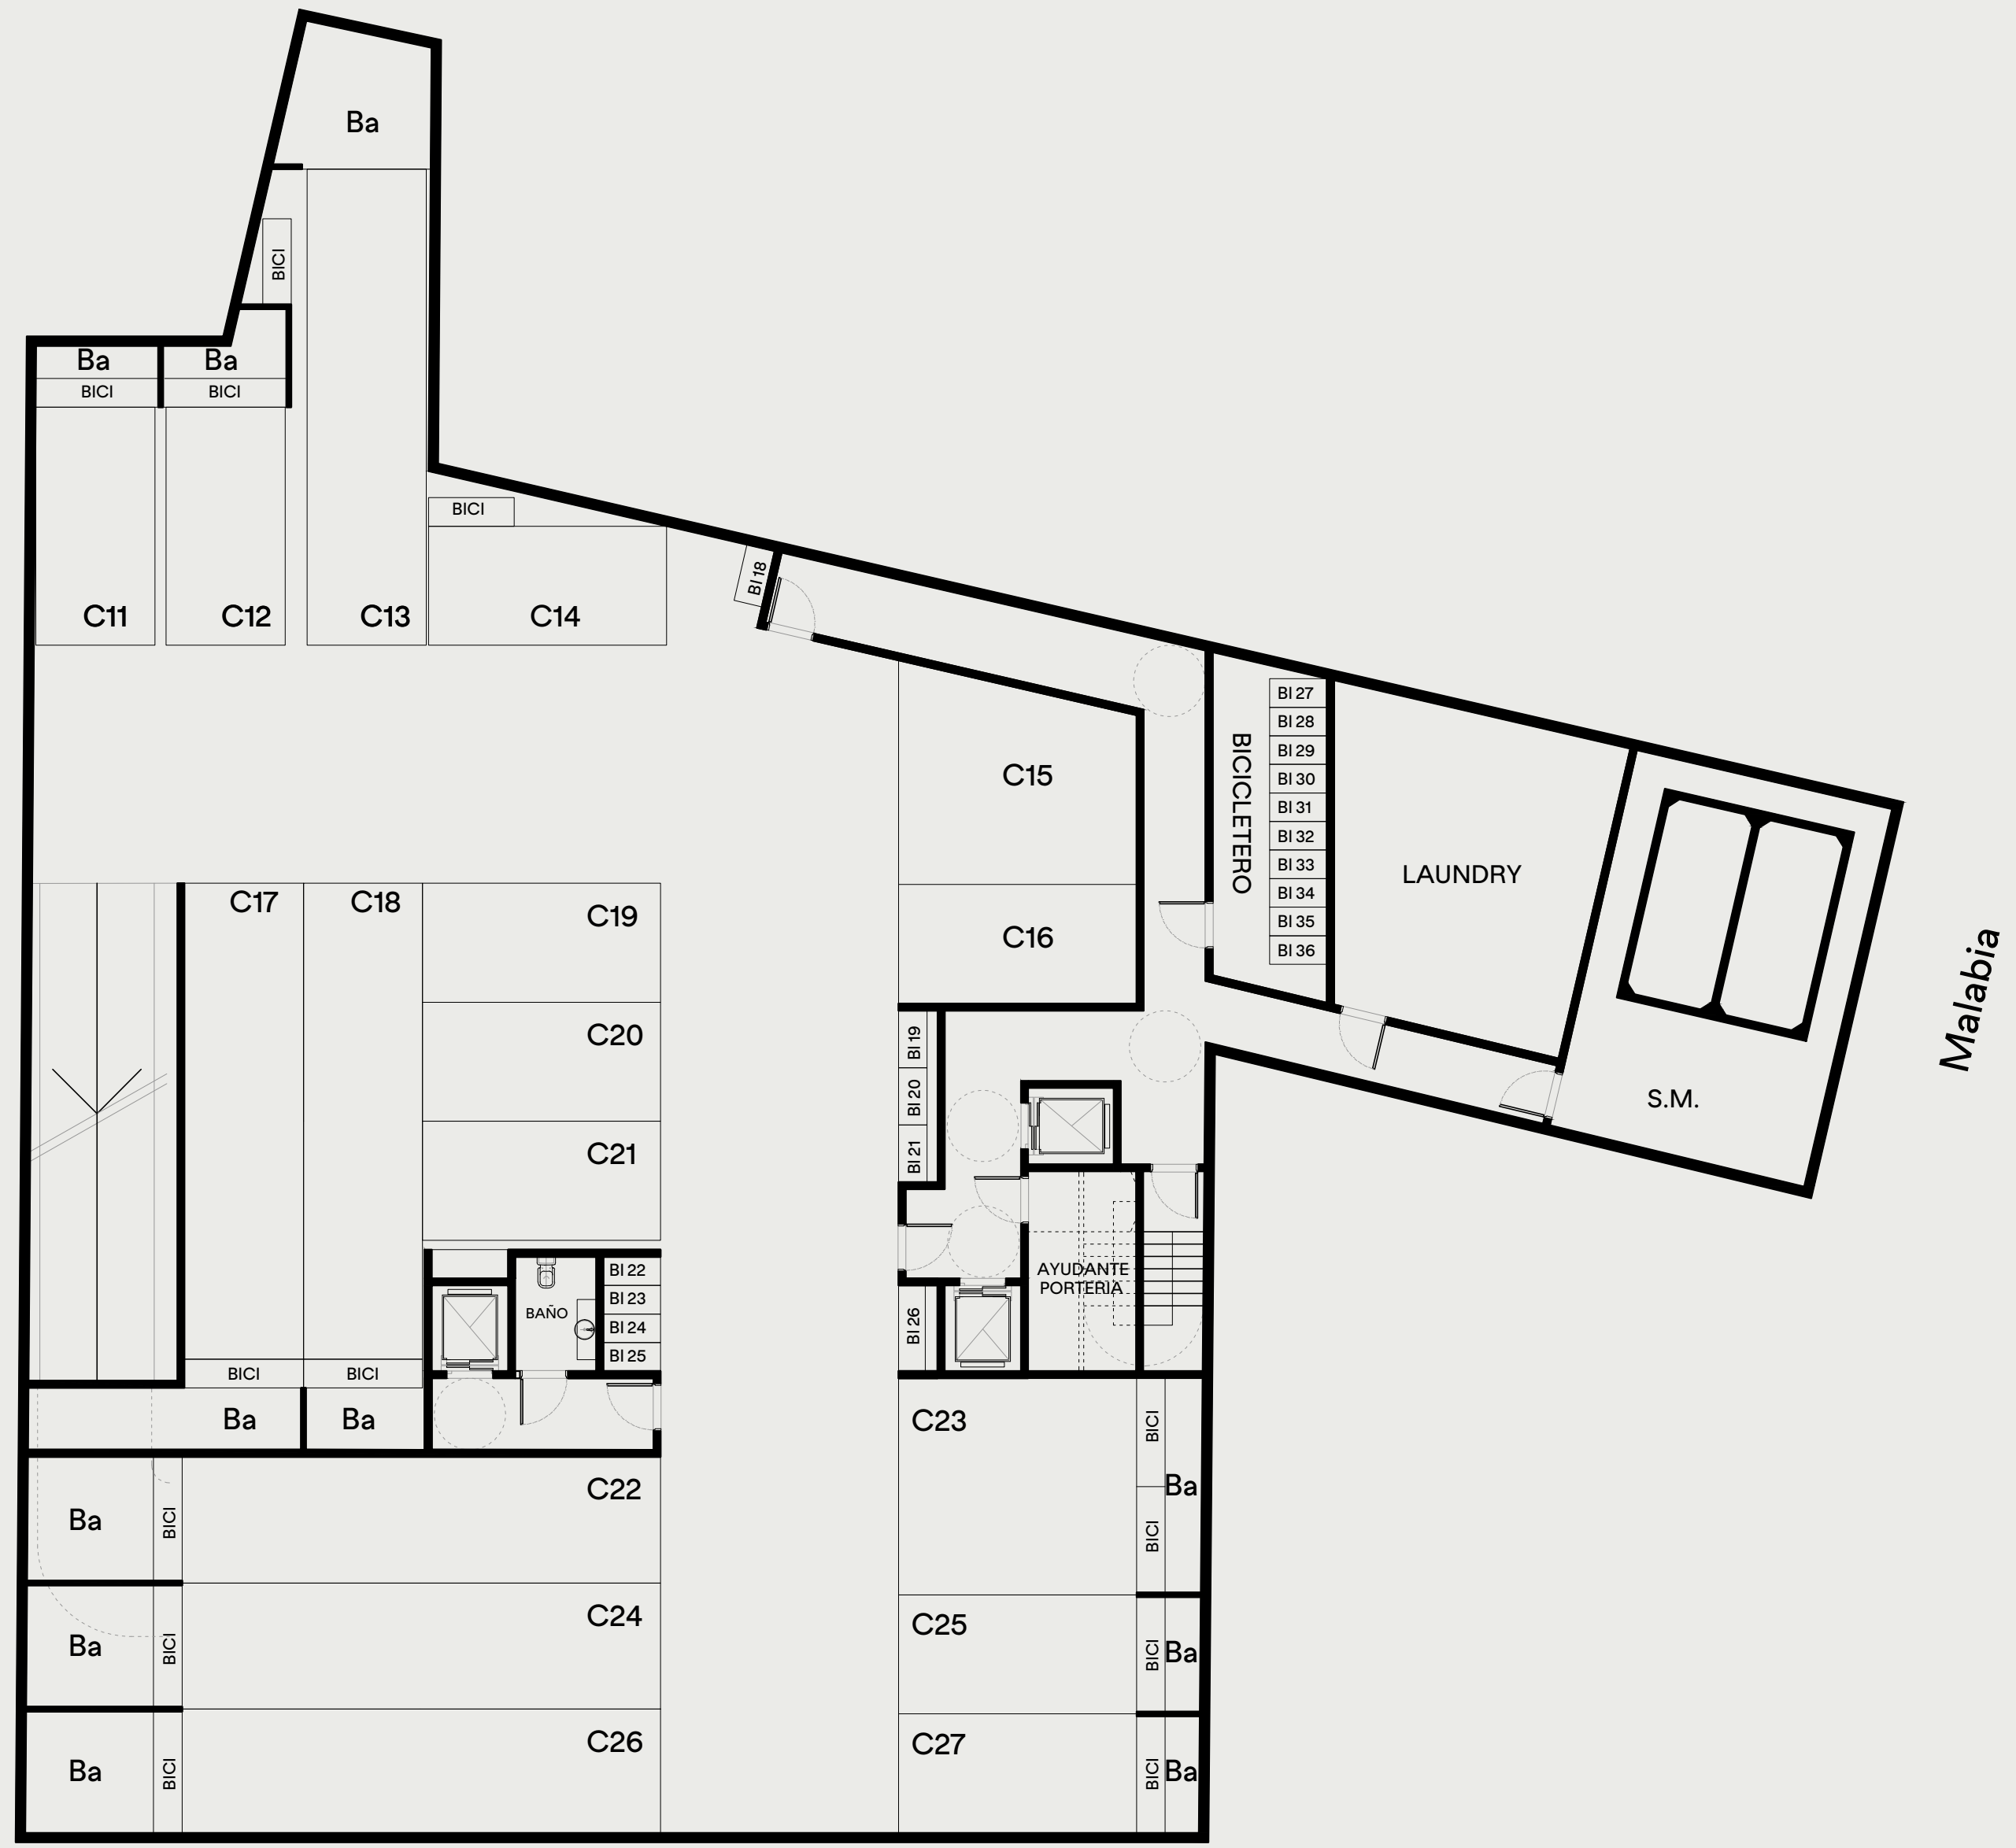 Ba
BICI
Ba
Ba
BICI
BICI
BICI
C11
C12
C13
C14
BI 18
C15
C16
BICICLETERO
BI 27
BI 28
BI 29
BI 30
BI 31
BI 32
BI 33
BI 34
BI 35
BI 36
LAUNDRY
S.M.
Malabia
C17
C18
C19
C20
C21
BI 19
BI 20
BI 21
AYUDANTE
PORTERIA
BAÑO
BI 22
BI 23
BI 24
BI 25
BI 26
BICI
BICI
Ba
Ba
C22
Ba
BICI
C23
BICI
BICI
Ba
C24
Ba
BICI
C25
BICI
Ba
C26
Ba
BICI
C27
BICI
Ba